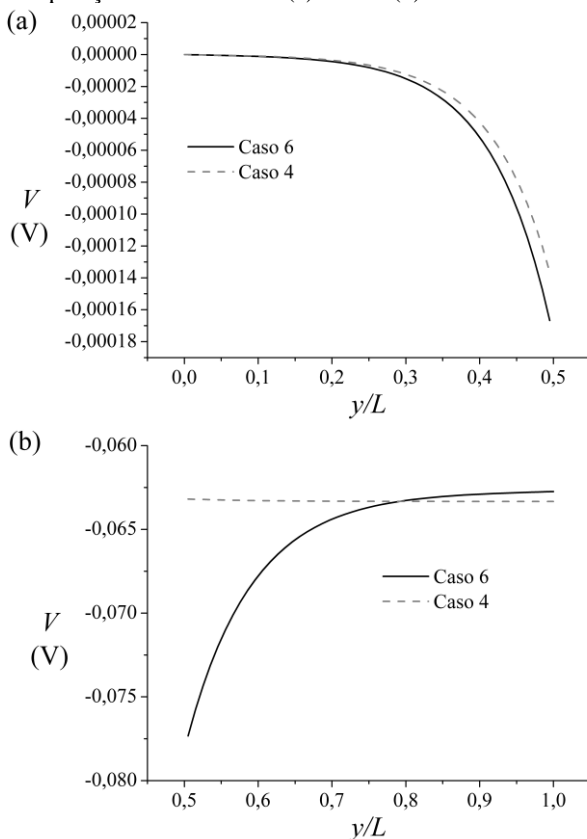 (a)
0,00002
0,00000
-0,00002
-0,00004
-0,00006
-0,00008
-0,00010
-0,00012
-0,00014
-0,00016
-0,00018
V
(V)
Caso 6
Caso 4
0,0 0,1 0,2 0,3 0,4 0,5
y/L
(b)
-0,060
-0,065
-0,070
-0,075
-0,080
V
(V)
Caso 6
Caso 4
0,5 0,6 0,7 0,8 0,9 1,0
y/L